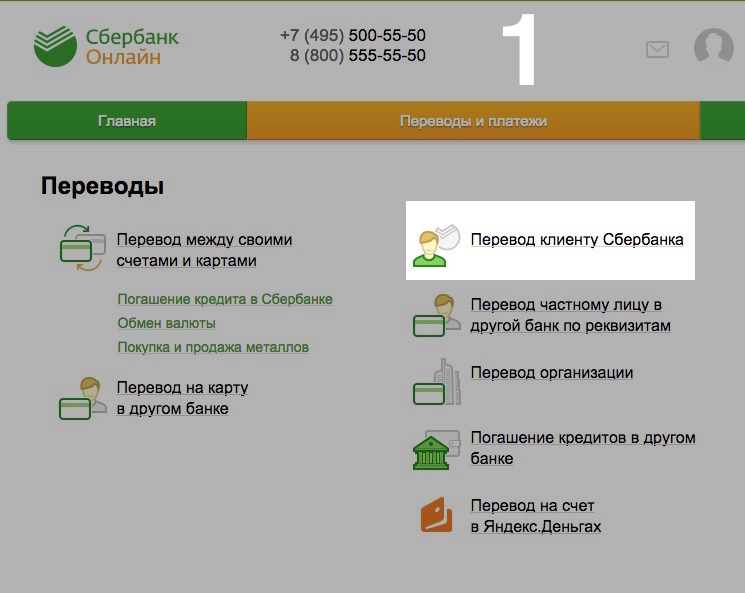 Сбербанк
Онлайн
+7 (495) 500-55-50
8 (800) 555-55-50
1
Главная
Переводы и платежи
Переводы
Перевод между своими
счетами и картами
Погашение кредита в Сбербанке
Обмен валюты
Покупка и продажа металлов
Перевод на карту
в другом банке
Перевод клиенту Сбербанка
Перевод частному лицу в
другой банк по реквизитам
Перевод организации
Погашение кредитов в другом
банке
Перевод на счет
в Яндекс.Деньгах